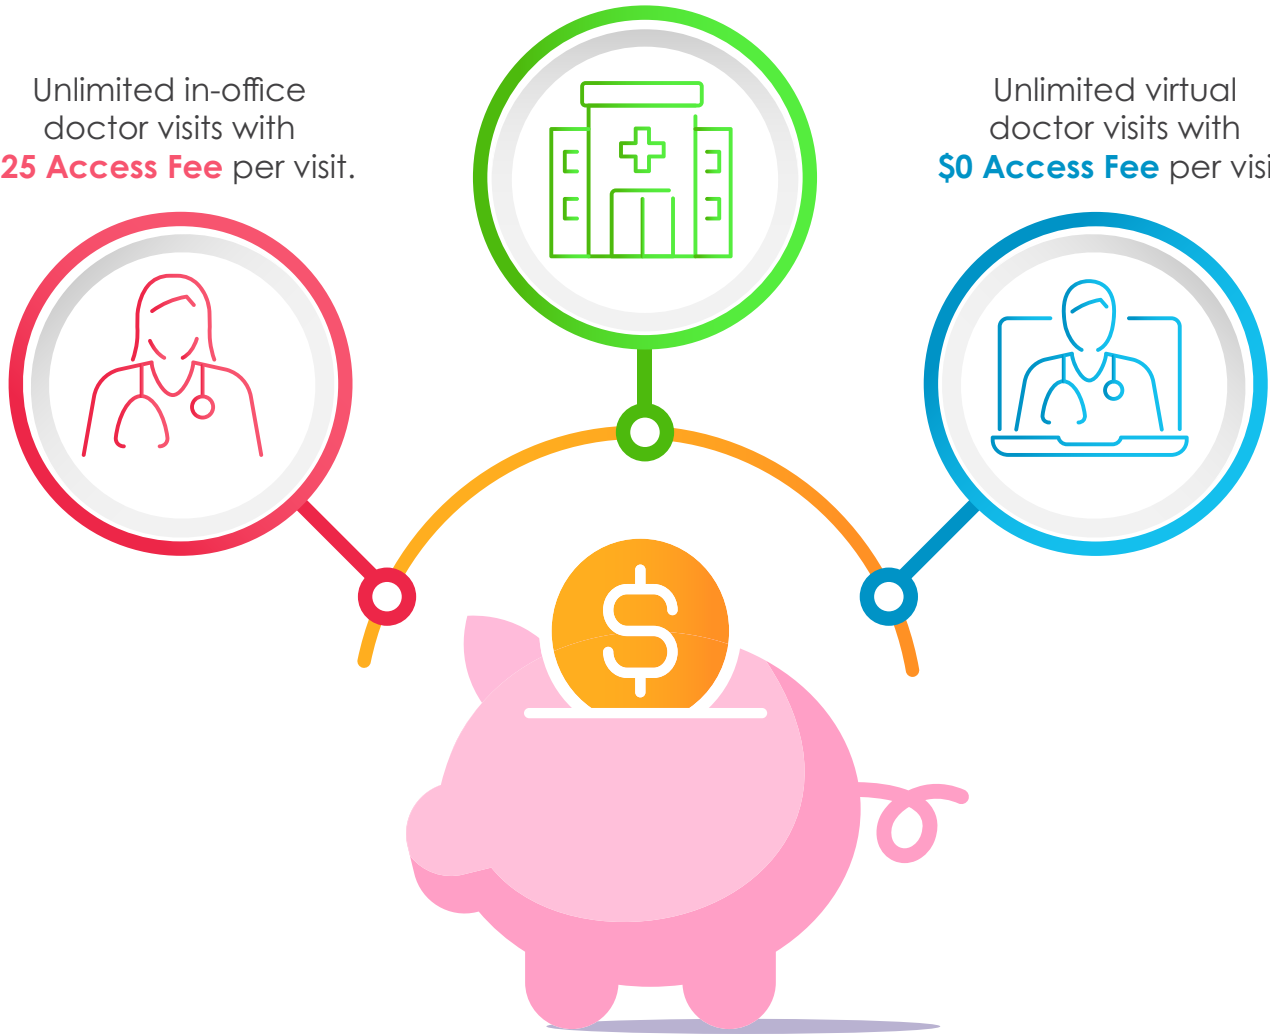 Unlimited in-office
doctor visits with
25 Access Fee per visit.
Unlimited virtual
doctor visits with
$0 Access Fee per visi
$